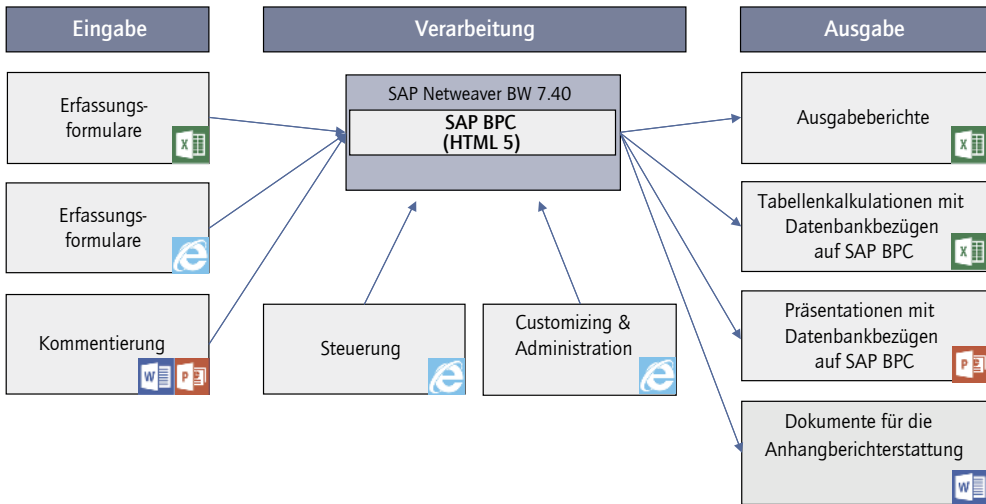 Eingabe
Verarbeitung
Ausgabe
Erfassungs-
formulare
SAP Netweaver BW 7.40
SAP BPC
(HTML 5)
Ausgabeberichte
Erfassungs-
formulare
Tabellenkalkulationen mit
Datenbankbezügen
auf SAP BPC
Kommentierung
Steuerung
Customizing &
Administration
Präsentationen mit
Datenbankbezügen
auf SAP BPC
Dokumente für die
Anhangberichterstattung